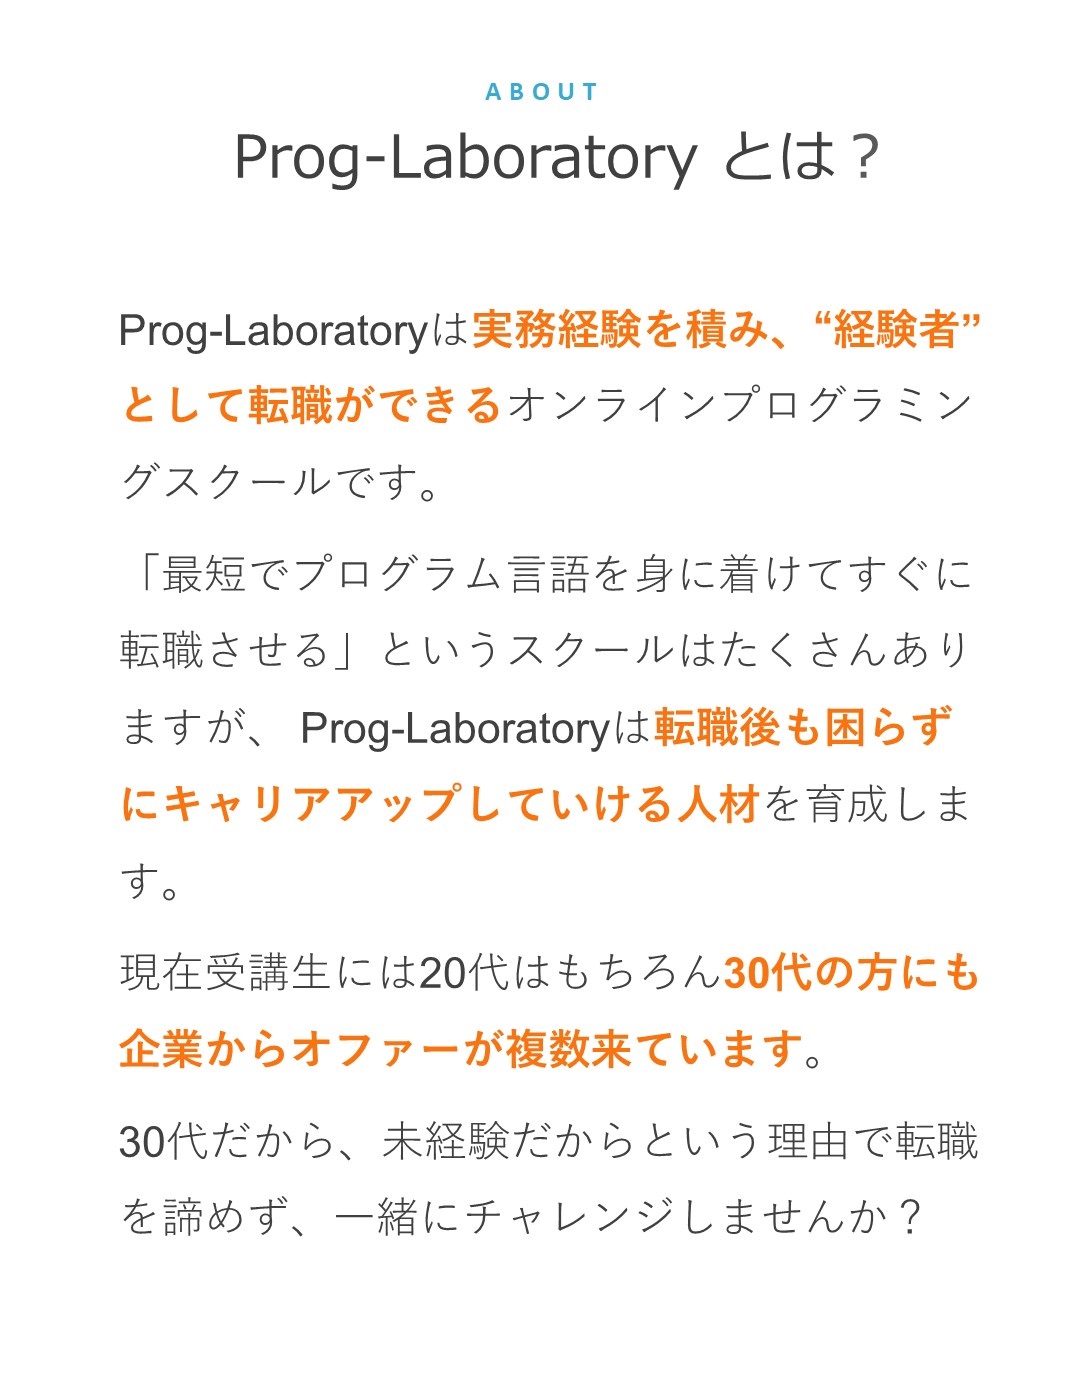 ABOUT
Prog-Laboratory とは？
Prog-Laboratoryは実務経験を積み、“経験者”
として転職ができるオンラインプログラミン
グスクールです。
「最短でプログラム言語を身に着けてすぐに
転職させる」というスクールはたくさんあり
ますが、 Prog-Laboratoryは転職後も困らず
にキャリアアップしていける人材を育成しま
す。
現在受講生には20代はもちろん30代の方にも
企業からオファーが複数来ています。
30代だから、未経験だからという理由で転職
を諦めず、一緒にチャレンジしませんか？